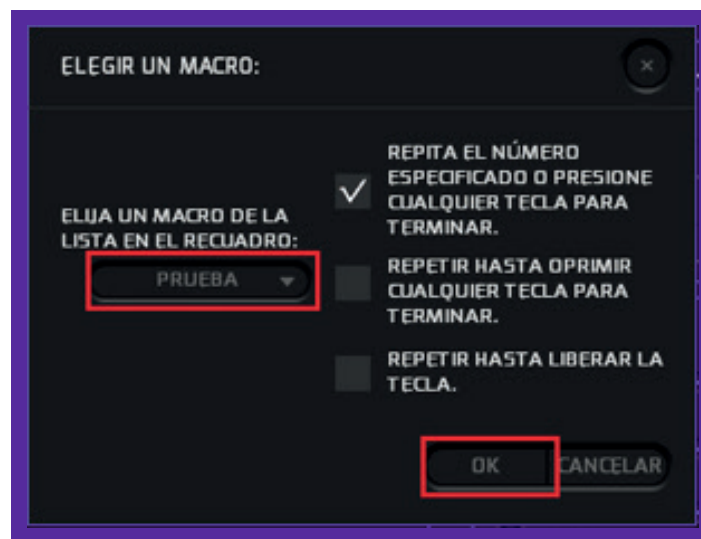 ELEGIR UN MACRO:
ELIJA UN MACRO DE LA
LISTA EN EL RECUADRO:
PRUEBA
REPITA EL NÚMERO
ESPECIFICADO O PRESIONE
CUALQUIER TECLA PARA
TERMINAR.
REPETIR HASTA OPRIMIR
CUALQUIER TECLA PARA
TERMINAR.
REPETIR HASTA LIBERAR LA
TECLA.
OK
CANCELAR